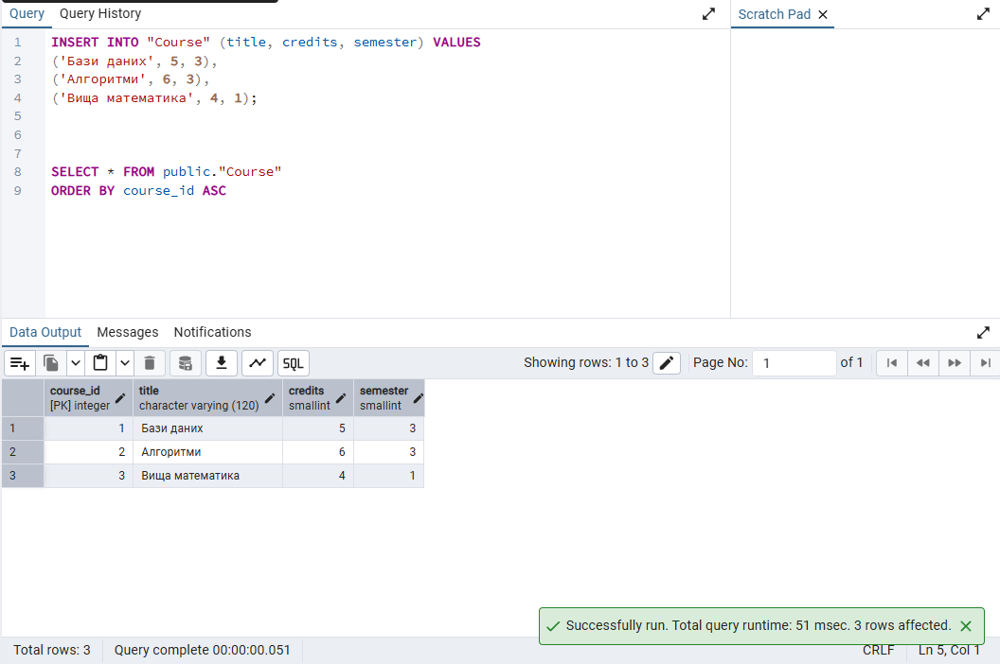 Query Query History
Scratch Pad
1 INSERT INTO "Course" (title, credits, semester) VALUES
2 ('Бази даних', 5, 3),
3 ('Алгоритми', 6, 3),
4 ('Вища математика', 4, 1);
5
6
7
8 SELECT * FROM public."Course"
9 ORDER BY course_id ASC
Data Output Messages Notifications
SQL Showing rows: 1 to 3 Page No: 1 of 1
course_id title credits semester
[PK] integer character varying (120) smallint smallint
1 1 Бази даних 5 3
2 2 Алгоритми 6 3
3 3 Вища математика 4 1
Successfully run. Total query runtime: 51 msec. 3 rows affected.
Total rows: 3 Query complete 00:00:00.051 CRLF Ln 5, Col 1